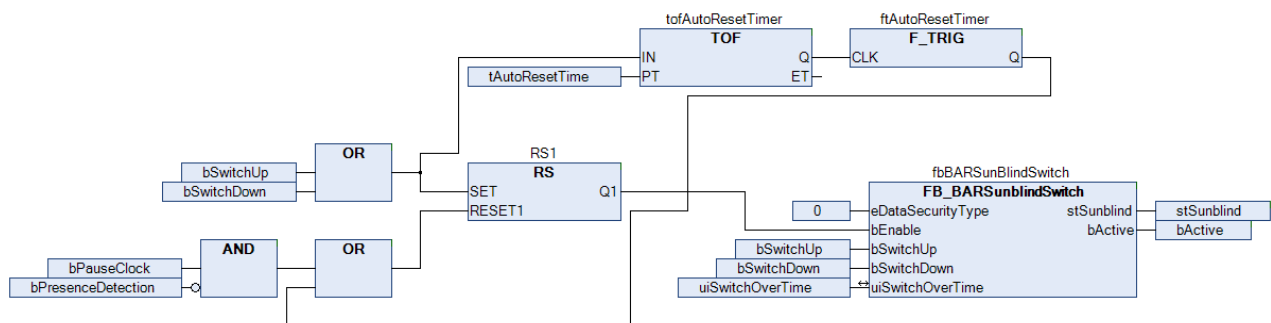 tofAutoResetTimer
ftAutoResetTimer
TOF
F_TRIG
IN
Q
CLK
Q
tAutoResetTime
PT
ET
OR
RS1
bSwitchUp
RS
fbBARSunBlindSwitch
bSwitchDown
SET
Q1
FB_BARSunblindSwitch
RESET1
0
eDataSecurityType
stSunblind
stSunblind
bEnable
bActive
bActive
AND
OR
bSwitchUp
bSwitchUp
bPauseClock
bSwitchDown
bSwitchDown
bPresenceDetection
uiSwitchOverTime
uiSwitchOverTime